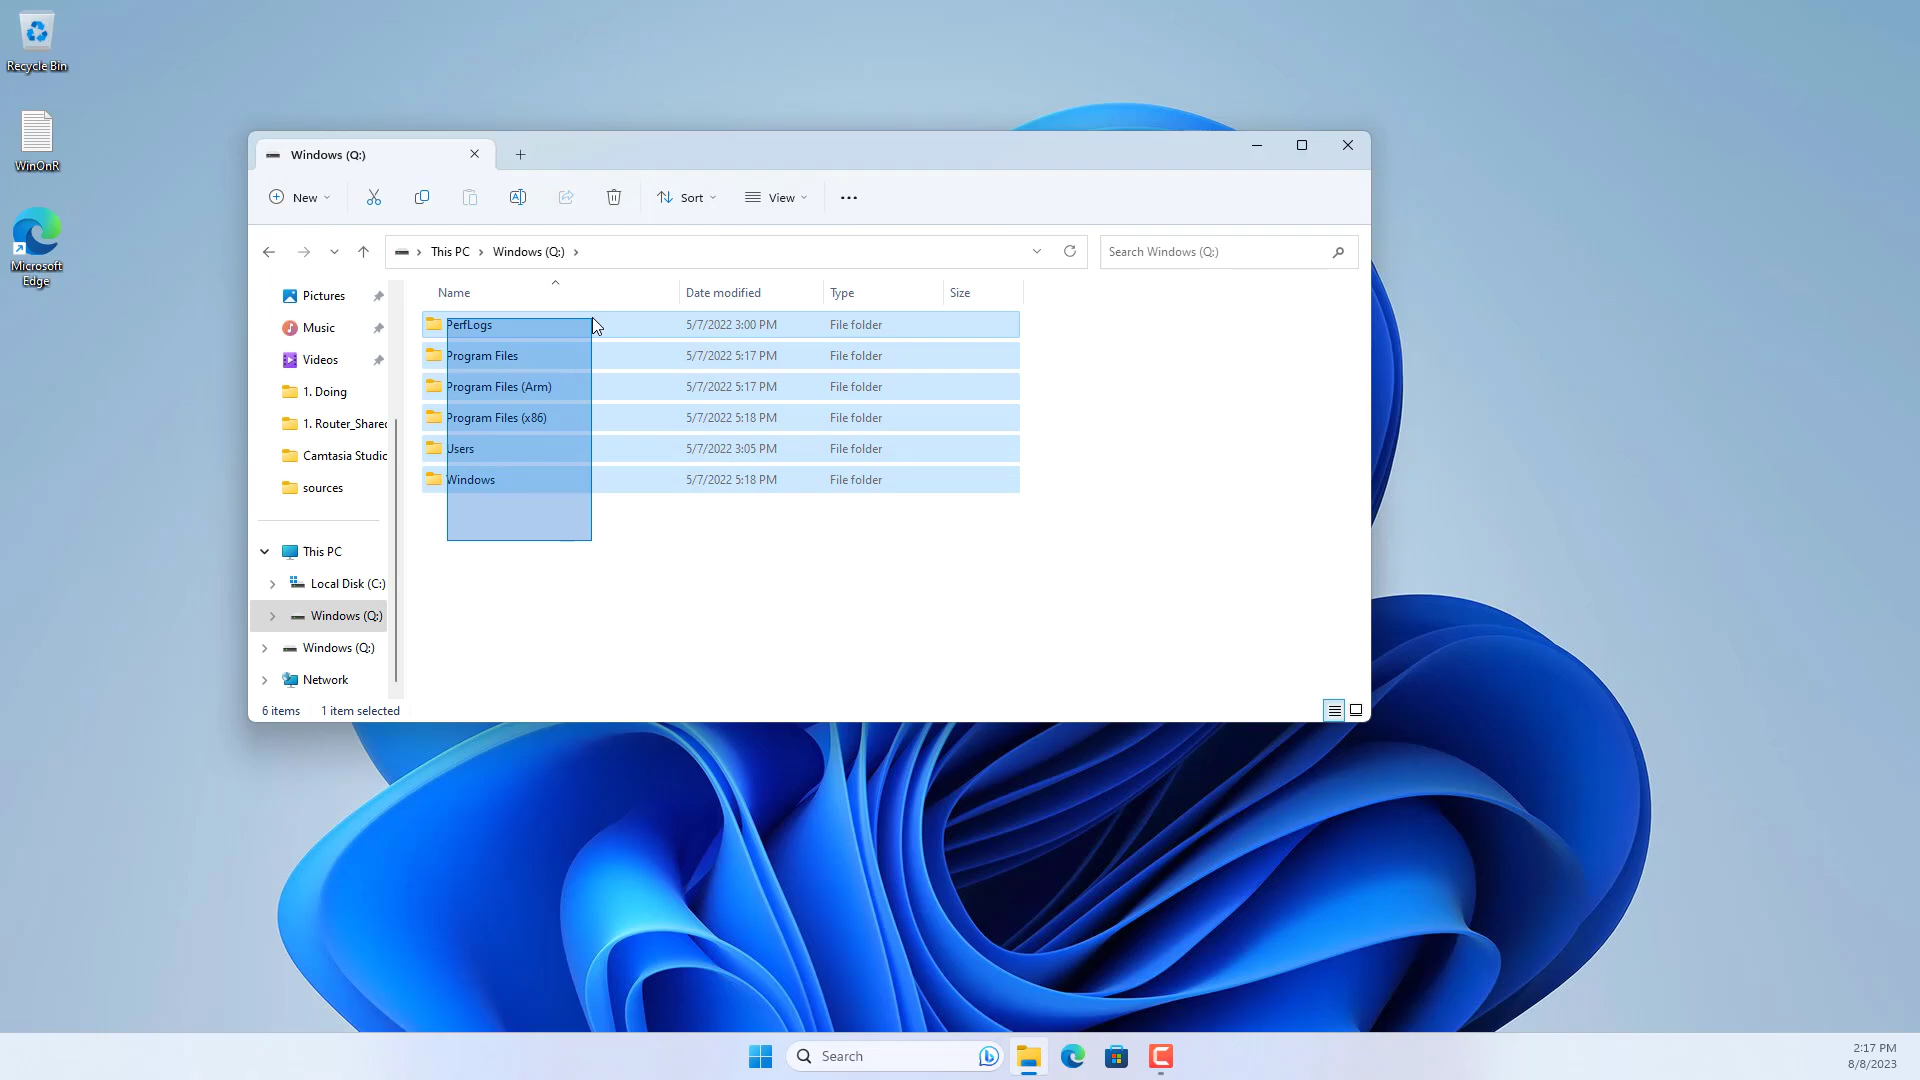 Recycle Bin
WinOnR
Microsoft
Edge
Windows (Q:)
New
Sort
View
This PC
Windows (Q:)
Search Windows (Q:)
Pictures
Music
Videos
1. Doing
1. Router_Shared
Camtasia Studio
sources
This PC
Local Disk (C:)
Windows (Q:)
Windows (Q:)
Network
Name Date modified Type Size
PerfLogs 5/7/2022 3:00 PM File folder
Program Files 5/7/2022 5:17 PM File folder
Program Files (Arm) 5/7/2022 5:17 PM File folder
Program Files (x86) 5/7/2022 5:18 PM File folder
Users 5/7/2022 3:05 PM File folder
Windows 5/7/2022 5:18 PM File folder
6 items 1 item selected
Search
2:17 PM
8/8/2023